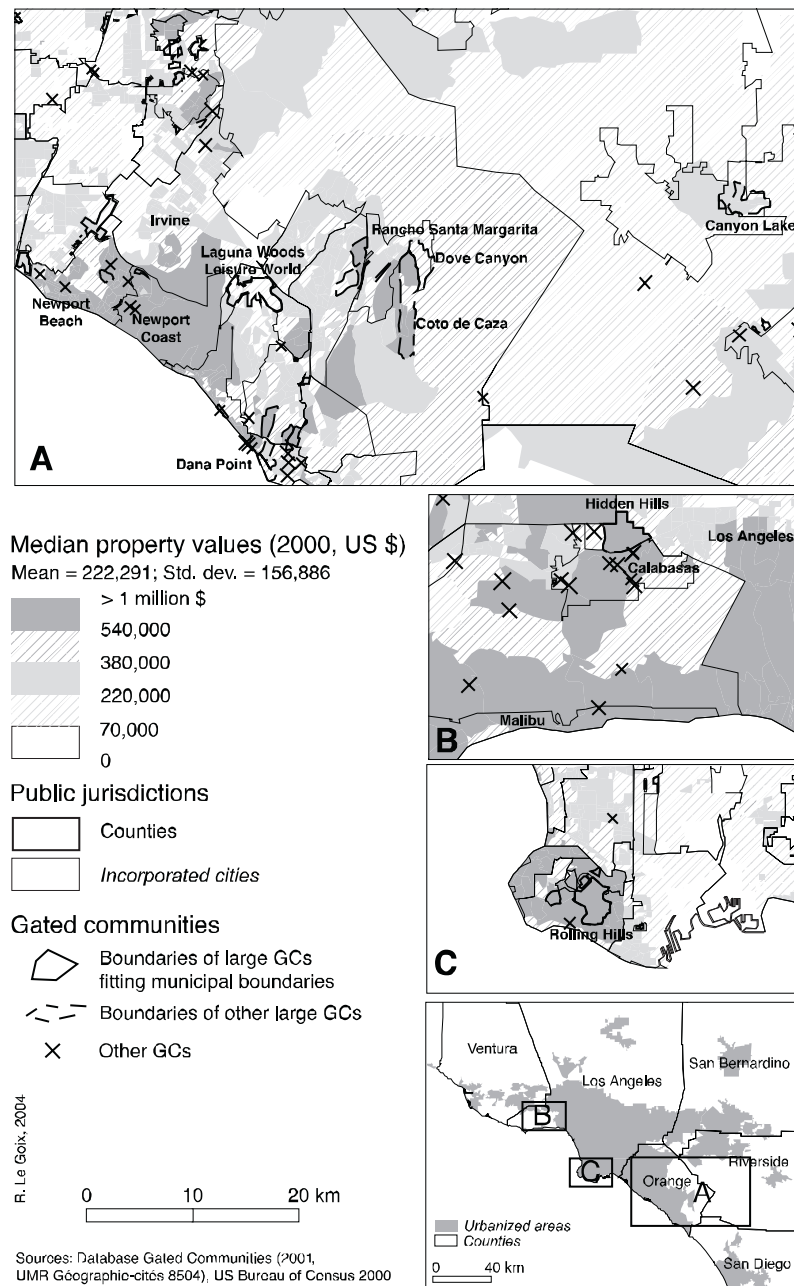 Irvine
Rancho Santa Margarita
Canyon Lake
Laguna Woods
Leisure World
Dove Canyon
Newport
Beach
Newport
Coast
Coto de Caza
Dana Point
A
Hidden Hills
Los Angeles
Calabasas
Malibu
B
Rolling Hills
C
Median property values (2000, US $)
Mean = 222,291; Std. dev. = 156,886
> 1 million $
540,000
380,000
220,000
70,000
0
Public jurisdictions
Counties
Incorporated cities
Gated communities
Boundaries of large GCs
fitting municipal boundaries
Boundaries of other large GCs
Other GCs
R. Le Goix, 2004
0 10 20 km
Sources: Database Gated Communities (2001,
UMR Géographie-cités 8504), US Bureau of Census 2000
Ventura
San Bernardino
Los Angeles
B
C
Riverside
Orange
A
Urbanized areas
Counties
San Diego
0 40 km